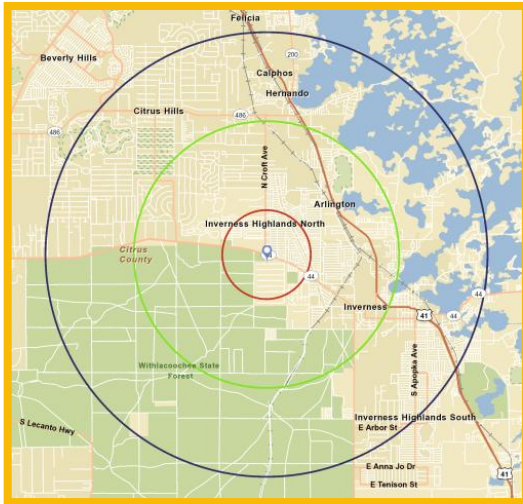 Felicia
Beverly Hills
200
Calphos
Hernando
Citrus Hills
486
486
N Croft Ave
Arlington
Inverness Highlands North
Citrus
County
44
44
44
Inverness
41
S Apopka Ave
Withlacoochee State
Forest
Inverness Highlands South
S Lecanto Hwy
E Arbor St
E Anna Jo Dr
41
E Tenison St